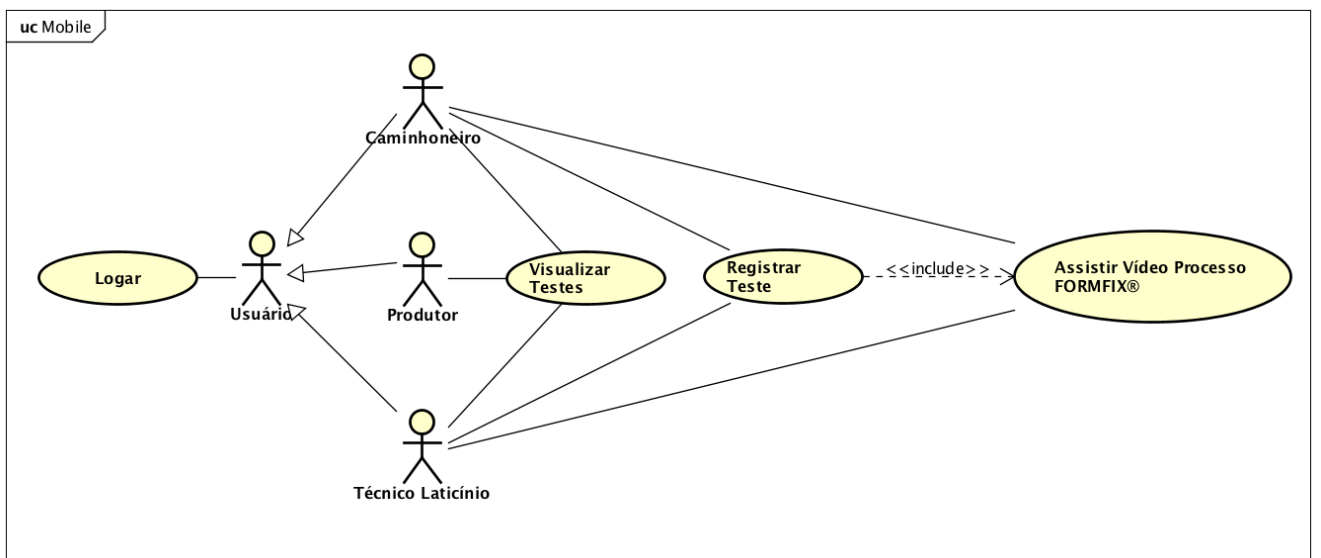 uc Mobile
Caminhoneiro
Logar
Usuário
Produtor
Visualizar
Testes
Registrar
Teste
<<include>>
Assistir Vídeo Processo
FORMFIX®
Técnico Laticínio